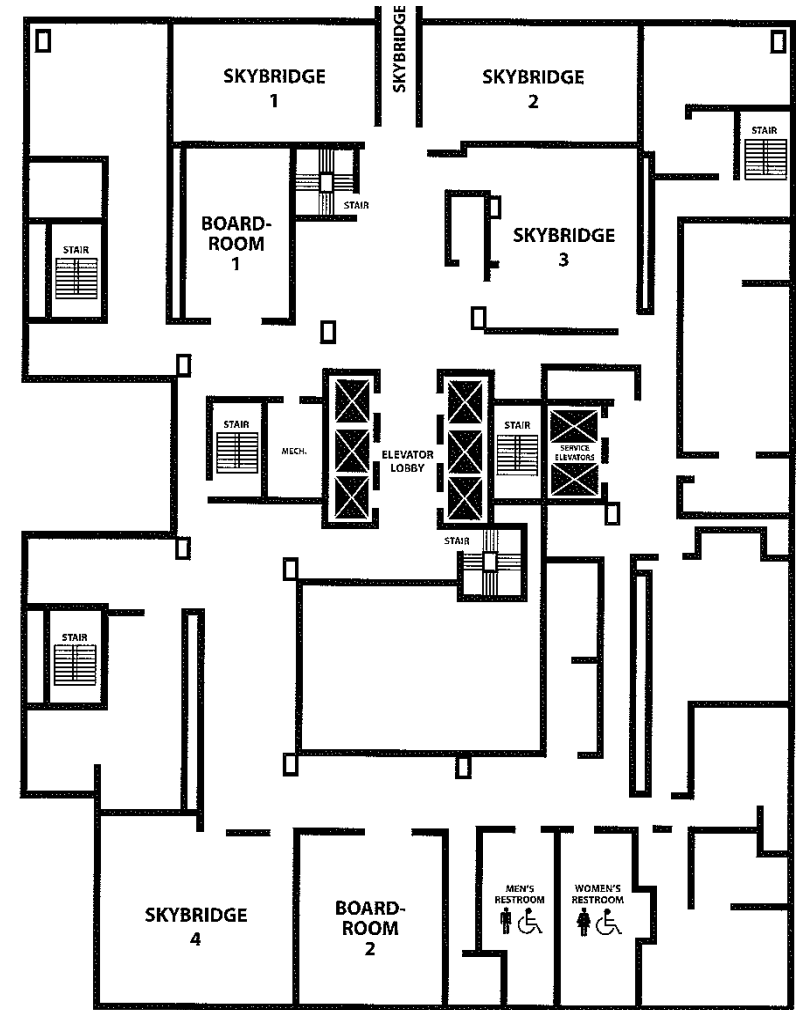 SKYBRIDGE
SKYBRIDGE
1
SKYBRIDGE
2
STAIR
STAIR
BOARD-
ROOM
1
SKYBRIDGE
3
STAIR
STAIR
MECH.
ELEVATOR
LOBBY
STAIR
SERVICE
ELEVATORS
STAIR
STAIR
SKYBRIDGE
4
BOARD-
ROOM
2
MEN'S
RESTROOM
WOMEN'S
RESTROOM